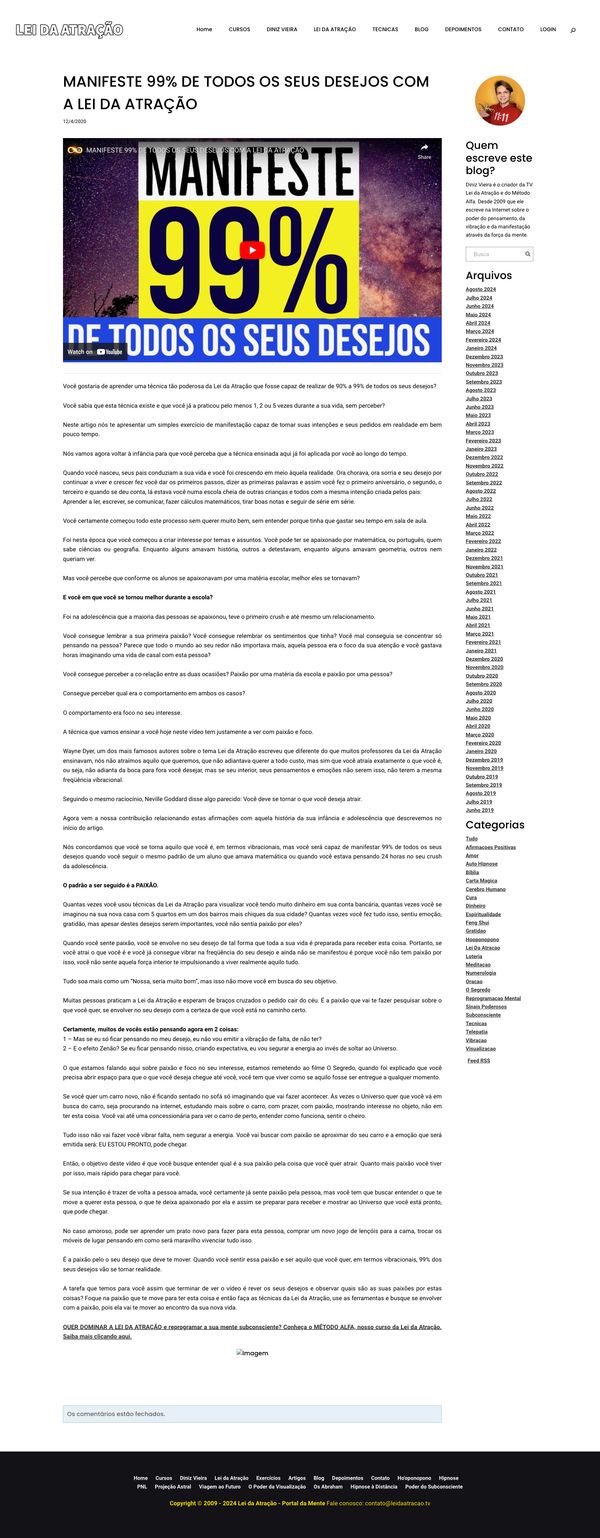 LEI DA ATRAÇÃO
Home CURSOS DINIZ VIEIRA LEI DA ATRAÇÃO TECNICAS BLOG DEPOIMENTOS CONTATO LOGIN
MANIFESTE 99% DE TODOS OS SEUS DESEJOS COM
A LEI DA ATRAÇÃO
12/4/2020
MANIFESTE 99% DE TODOS OS SEUS DESEJOS COM A LEI DA ATRAÇÃO
Share
MANIFESTE
99%
DE TODOS OS SEUS DESEJOS
Watch on YouTube
Você gostaria de aprender uma técnica tão poderosa da Lei da Atração que fosse capaz de realizar de 90% a 99% de todos os seus desejos?
Você sabia que esta técnica existe e que você já a praticou pelo menos 1, 2 ou 5 vezes durante a sua vida, sem perceber?
Neste artigo nós te apresentar um simples exercício de manifestação capaz de tornar suas intenções e seus pedidos em realidade em bem
pouco tempo.
Nós vamos agora voltar à infância para que você perceba que a técnica ensinada aqui já foi aplicada por você ao longo do tempo.
Quando você nasceu, seus pais conduziam a sua vida e você foi crescendo em meio àquela realidade. Ora chorava, ora sorria e seu desejo por
continuar a viver e crescer fez você dar os primeiros passos, dizer as primeiras palavras e assim você fez o primeiro aniversário, o segundo, o
terceiro e quando se deu conta, lá estava você numa escola cheia de outras crianças e todos com a mesma intenção criada pelos pais:
Aprender a ler, escrever, se comunicar, fazer cálculos matemáticos, tirar boas notas e seguir de série em série.
Você certamente começou todo este processo sem querer muito bem, sem entender porque tinha que gastar seu tempo em sala de aula.
Foi nesta época que você começou a criar interesse por temas e assuntos. Você pode ter se apaixonado por matemática, ou português, quem
sabe ciências ou geografia. Enquanto alguns amavam história, outros a detestavam, enquanto alguns amavam geometria, outros nem
queriam ver.
Mas você percebe que conforme os alunos se apaixonavam por uma matéria escolar, melhor eles se tornavam?
E você em que você se tornou melhor durante a escola?
Foi na adolescência que a maioria das pessoas se apaixonou, teve o primeiro crush e até mesmo um relacionamento.
Você consegue lembrar a sua primeira paixão? Você consegue relembrar os sentimentos que tinha? Você mal conseguia se concentrar só
pensando na pessoa? Parece que todo o mundo ao seu redor não importava mais, aquela pessoa era o foco da sua atenção e você gastava
horas imaginando uma vida de casal com esta pessoa?
Você consegue perceber a co-relação entre as duas ocasiões? Paixão por uma matéria da escola e paixão por uma pessoa?
Consegue perceber qual era o comportamento em ambos os casos?
O comportamento era foco no seu interesse.
A técnica que vamos ensinar a você hoje neste vídeo tem justamente a ver com paixão e foco.
Wayne Dyer, um dos mais famosos autores sobre o tema Lei da Atração escreveu que diferente do que muitos professores da Lei da Atração
ensinavam, nós não atraímos aquilo que queremos, que não adiantava querer a todo custo, mas sim que você atraia exatamente o que você é,
ou seja, não adianta da boca para fora você desejar, mas se seu interior, seus pensamentos e emoções não serem isso, não terem a mesma
freqüência vibracional.
Seguindo o mesmo raciocínio, Neville Goddard disse algo parecido: Você deve se tornar o que você deseja atrair.
Agora vem a nossa contribuição relacionando estas afirmações com aquela história da sua infância e adolescência que descrevemos no
início do artigo.
Nós concordamos que você se torna aquilo que você é, em termos vibracionais, mas você será capaz de manifestar 99% de todos os seus
desejos quando você seguir o mesmo padrão de um aluno que amava matemática ou quando você estava pensando 24 horas no seu crush
da adolescência.
O padrão a ser seguido é a PAIXÃO.
Quantas vezes você usou técnicas da Lei da Atração para visualizar você tendo muito dinheiro em sua conta bancária, quantas vezes você se
imaginou na sua nova casa com 5 quartos em um dos bairros mais chiques da sua cidade? Quantas vezes você fez tudo isso, sentiu emoção,
gratidão, mas apesar destes desejos serem importantes, você não sentia paixão por eles?
Quando você sente paixão, você se envolve no seu desejo de tal forma que toda a sua vida é preparada para receber esta coisa. Portanto, se
você atrai o que você é e você já consegue vibrar na freqüência do seu desejo e ainda não se manifestou é porque você não tem paixão por
isso, você não sente aquela força interior te impulsionando a viver realmente aquilo tudo.
Tudo soa mais como um "Nossa, seria muito bom", mas isso não move você em busca do seu objetivo.
Muitas pessoas praticam a Lei da Atração e esperam de braços cruzados o pedido cair do céu. É a paixão que vai te fazer pesquisar sobre o
que você quer, se envolver no seu desejo com a certeza de que você está no caminho certo.
Certamente, muitos de vocês estão pensando agora em 2 coisas:
1 – Mas se eu só ficar pensando no meu desejo, eu não vou emitir a vibração de falta, de não ter?
2 – E o efeito Zenão? Se eu ficar pensando nisso, criando expectativa, eu vou segurar a energia ao invés de soltar ao Universo.
O que estamos falando aqui sobre paixão e foco no seu interesse, estamos remetendo ao filme O Segredo, quando foi explicado que você
precisa abrir espaço para que o que você deseja chegue até você, você tem que viver como se aquilo fosse ser entregue a qualquer momento.
Se você quer um carro novo, não é ficando sentado no sofá só imaginando que vai fazer acontecer. Às vezes o Universo quer que você vá em
busca do carro, seja procurando na internet, estudando mais sobre o carro, com prazer, com paixão, mostrando interesse no objeto, não em
ter esta coisa. Você vai até uma concessionária para ver o carro de perto, entender como funciona, sentir o cheiro.
Tudo isso não vai fazer você vibrar falta, nem segurar a energia. Você vai buscar com paixão se aproximar do seu carro e a emoção que será
emitida será: EU ESTOU PRONTO, pode chegar.
Então, o objetivo deste vídeo é que você busque entender qual é a sua paixão pela coisa que você quer atrair. Quanto mais paixão você tiver
por isso, mais rápido para chegar para você.
Se sua intenção é trazer de volta a pessoa amada, você certamente já sente paixão pela pessoa, mas você tem que buscar entender o que te
move a querer esta pessoa, o que te deixa apaixonado por ela e assim se preparar para receber e mostrar ao Universo que você está pronto,
que pode chegar.
No caso amoroso, pode ser aprender um prato novo para fazer para esta pessoa, comprar um novo jogo de lençóis para a cama, trocar os
móveis de lugar pensando em como será maravilho vivenciar tudo isso.
É a paixão pelo o seu desejo que deve te mover. Quando você sentir essa paixão e ser aquilo que você quer, em termos vibracionais, 99% dos
seus desejos vão se tornar realidade.
A tarefa que temos para você assim que terminar de ver o vídeo é rever os seus desejos e observar quais são as suas paixões por estas
coisas? Foque na paixão que te move para ter esta coisa e então faça as técnicas da Lei da Atração, use as ferramentas e busque se envolver
com a paixão, pois ela vai te mover ao encontro da sua nova vida.
QUER DOMINAR A LEI DA ATRAÇÃO e reprogramar a sua mente subconsciente? Conheça o MÉTODO ALFA, nosso curso da Lei da Atração.
Saiba mais clicando aqui.
Imagem
Os comentários estão fechados.
11:11
Quem
escreve este
blog?
Diniz Vieira é o criador da TV
Lei da Atração e do Método
Alfa. Desde 2009 que ele
escreve na Internet sobre o
poder do pensamento, da
vibração e da manifestação
através da força da mente.
Busca
Arquivos
Agosto 2024
Julho 2024
Junho 2024
Maio 2024
Abril 2024
Março 2024
Fevereiro 2024
Janeiro 2024
Dezembro 2023
Novembro 2023
Outubro 2023
Setembro 2023
Agosto 2023
Julho 2023
Junho 2023
Maio 2023
Abril 2023
Março 2023
Fevereiro 2023
Janeiro 2023
Dezembro 2022
Novembro 2022
Outubro 2022
Setembro 2022
Agosto 2022
Julho 2022
Junho 2022
Maio 2022
Abril 2022
Março 2022
Fevereiro 2022
Janeiro 2022
Dezembro 2021
Novembro 2021
Outubro 2021
Setembro 2021
Agosto 2021
Julho 2021
Junho 2021
Maio 2021
Abril 2021
Março 2021
Fevereiro 2021
Janeiro 2021
Dezembro 2020
Novembro 2020
Outubro 2020
Setembro 2020
Agosto 2020
Julho 2020
Junho 2020
Maio 2020
Abril 2020
Março 2020
Fevereiro 2020
Janeiro 2020
Dezembro 2019
Novembro 2019
Outubro 2019
Setembro 2019
Agosto 2019
Julho 2019
Junho 2019
Categorias
Tudo
Afirmacoes Positivas
Amor
Auto Hipnose
Bíblia
Carta Magica
Cerebro Humano
Cura
Dinheiro
Espiritualidade
Feng Shui
Gratidao
Hooponopono
Lei Da Atracao
Loteria
Meditacao
Numerologia
Oracao
O Segredo
Reprogramacao Mental
Sinais Poderosos
Subconsciente
Tecnicas
Telepatia
Vibracao
Visualizacao
Feed RSS
Home Cursos Diniz Vieira Lei da Atração Exercícios Artigos Blog Depoimentos Contato Ho'oponopono Hipnose
PNL Projeção Astral Viagem ao Futuro O Poder da Visualização Os Abraham Hipnose à Distância Poder do Subconsciente
Copyright © 2009 - 2024 Lei da Atração - Portal da Mente Fale conosco: contato@leidaatracao.tv